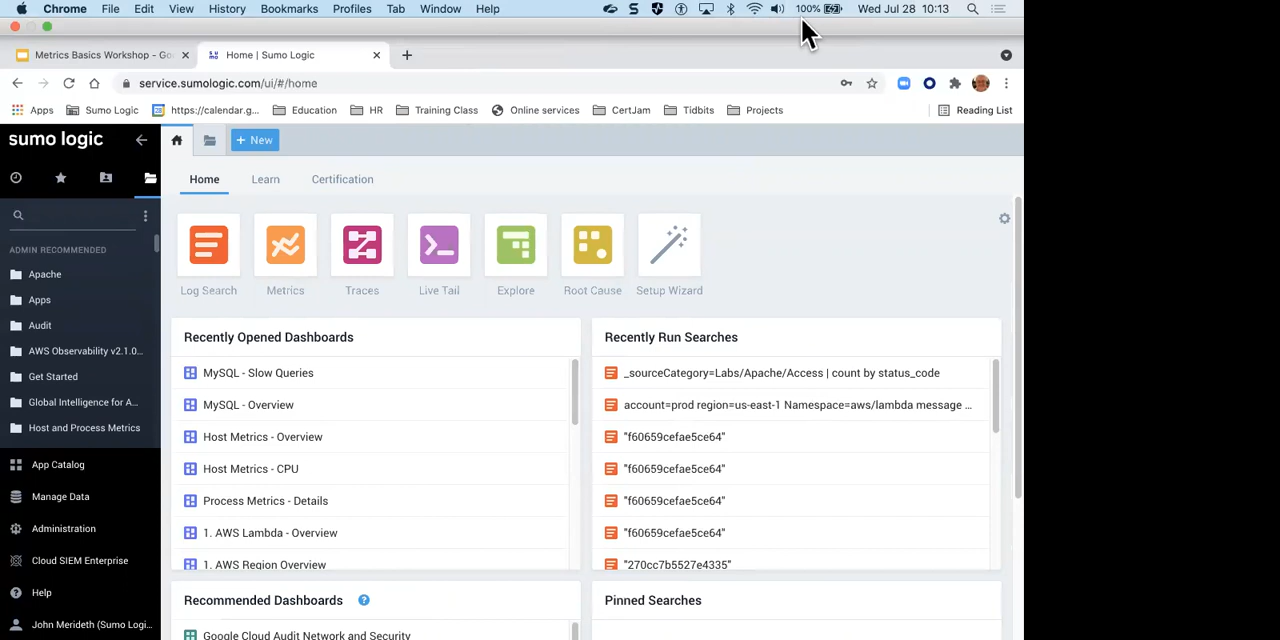 Chrome File Edit View History Bookmarks Profiles Tab Window Help 100% Wed Jul 28 10:13
Metrics Basics Workshop - Go Home | Sumo Logic
service.sumologic.com/ui/#/home
Apps Sumo Logic https://calendar.g... Education HR Training Class Online services CertJam Tidbits Projects Reading List
sumo logic
+ New
Home Learn Certification
ADMIN RECOMMENDED
Apache
Apps
Audit
AWS Observability v2.1.0...
Get Started
Global Intelligence for A...
Host and Process Metrics
App Catalog
Manage Data
Administration
Cloud SIEM Enterprise
Help
John Merideth (Sumo Logi...
Log Search Metrics Traces Live Tail Explore Root Cause Setup Wizard
Recently Opened Dashboards
MySQL - Slow Queries
MySQL - Overview
Host Metrics - Overview
Host Metrics - CPU
Process Metrics - Details
1. AWS Lambda - Overview
1. AWS Region Overview
Recently Run Searches
_sourceCategory=Labs/Apache/Access | count by status_code
account=prod region=us-east-1 Namespace=aws/lambda message ...
"f60659cefae5ce64"
"f60659cefae5ce64"
"f60659cefae5ce64"
"f60659cefae5ce64"
"270cc7b5527e4335"
Recommended Dashboards
Google Cloud Audit Network and Security
Pinned Searches